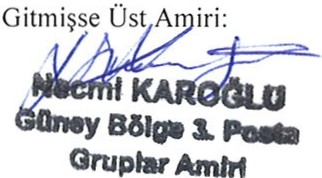 Gitmişse Üst Amiri:
Necmi KAROĞLU
Güney Bölge 3. Posta
Gruplar Amiri